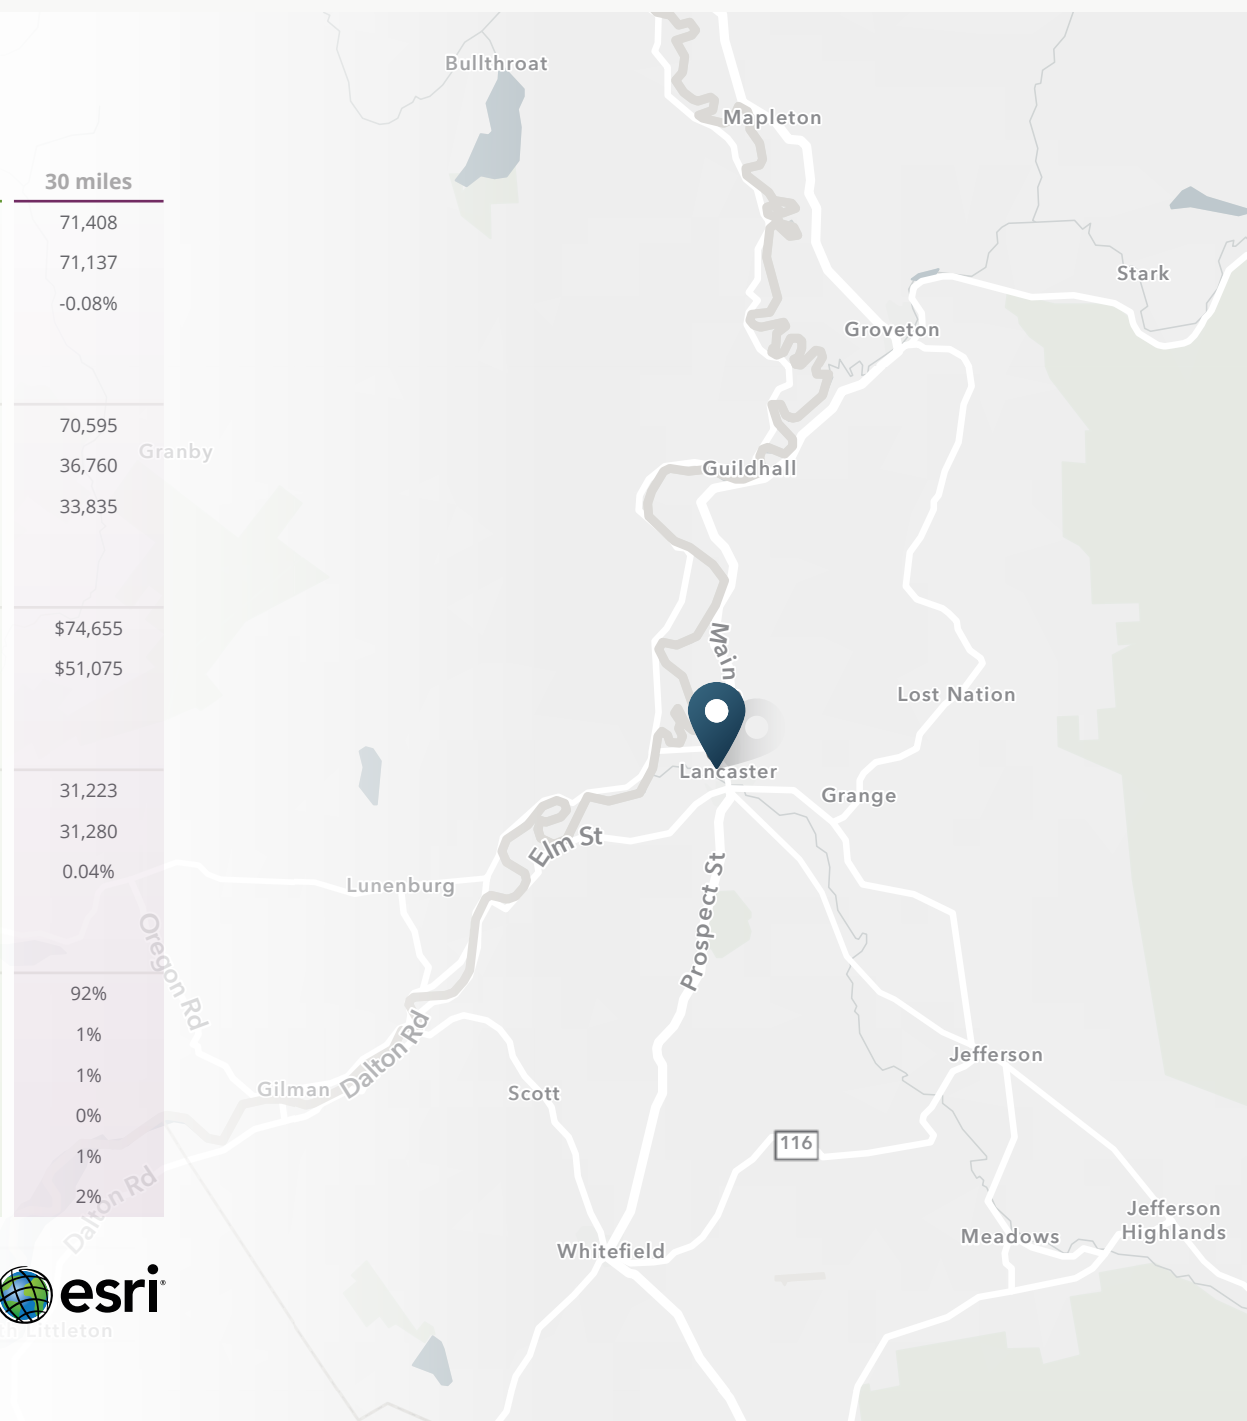 30 miles
71,408
71,137
-0.08%
70,595
36,760
33,835
$74,655
$51,075
31,223
31,280
0.04%
92%
1%
1%
0%
1%
2%
esri
Littleton
Bullthroat
Mapleton
Stark
Groveton
Granby
Guildhall
Main
Lost Nation
Lancaster
Grange
Elm St
Lunenburg
Prospect St
Oregon Rd
Dalton Rd
Jefferson
Gilman
Scott
116
Dalton Rd
Jefferson
Highlands
Meadows
Whitefield